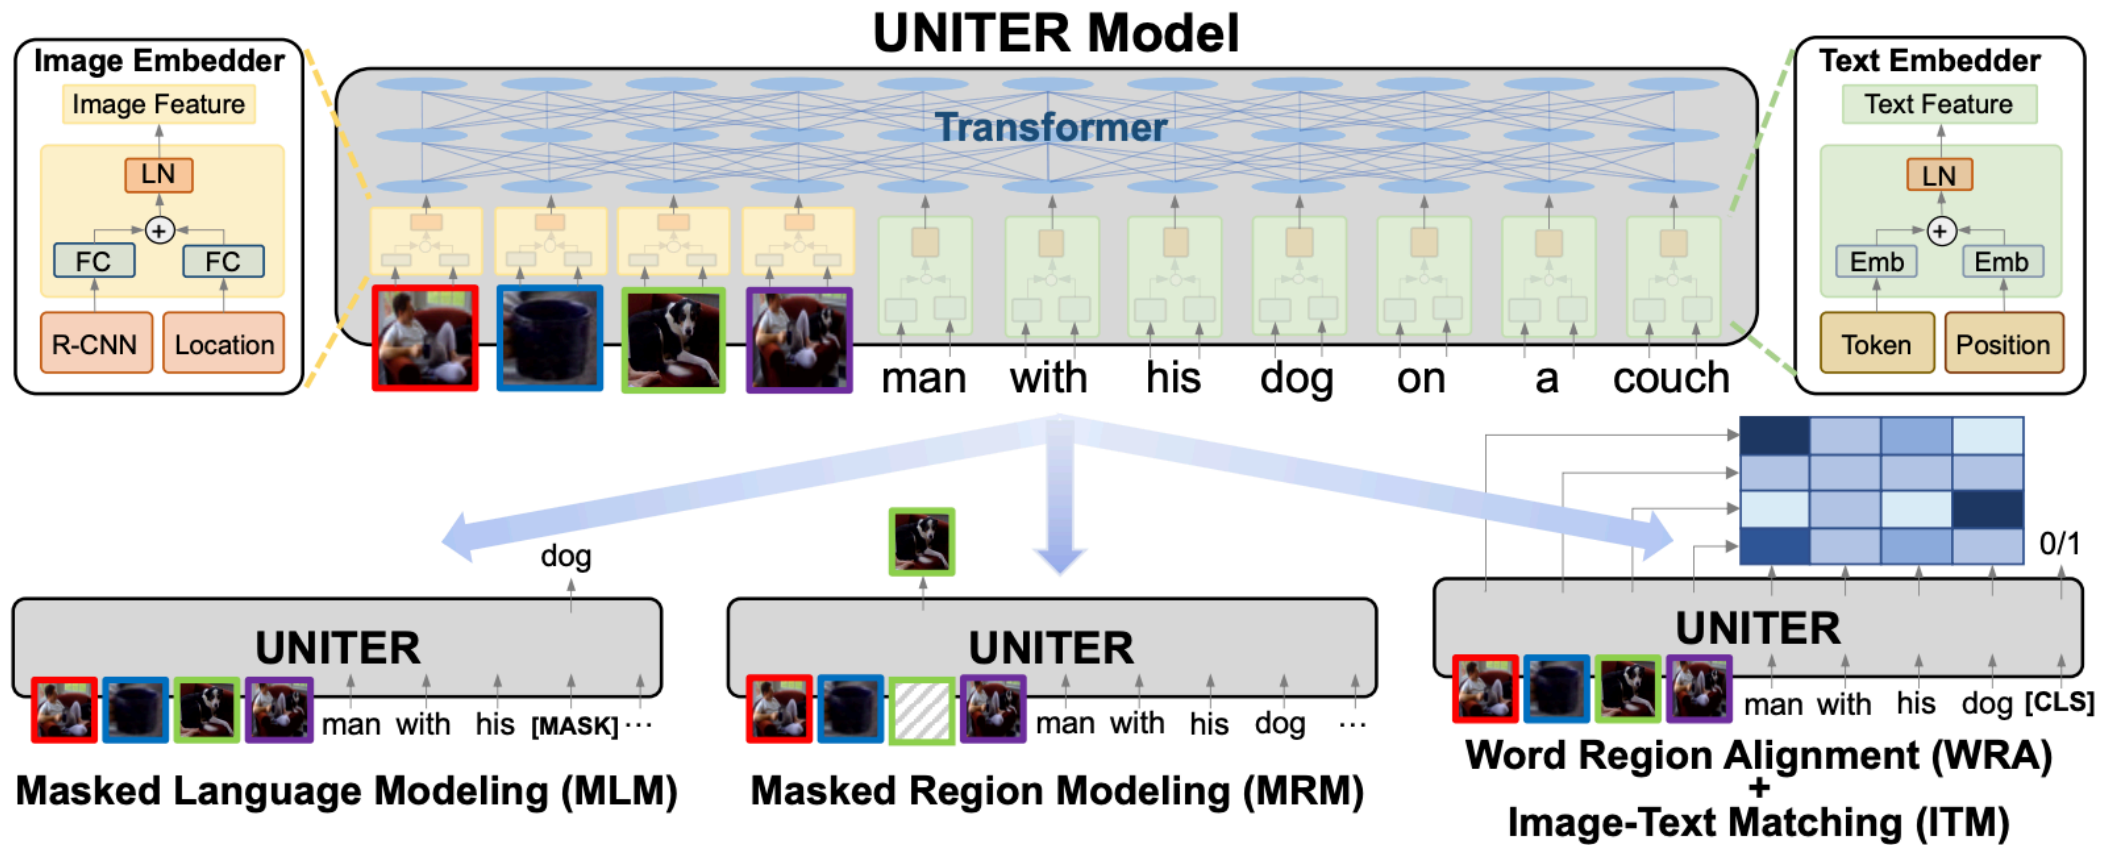 UNITER Model
Image Embedder
Image Feature
LN
+
FC
FC
R-CNN
Location
Transformer
man with his dog on a couch
Text Embedder
Text Feature
LN
+
Emb
Emb
Token
Position
dog
UNITER
man with his [MASK] ...
Masked Language Modeling (MLM)
UNITER
man with his dog ...
Masked Region Modeling (MRM)
0/1
UNITER
man with his dog [CLS]
Word Region Alignment (WRA)
+
Image-Text Matching (ITM)